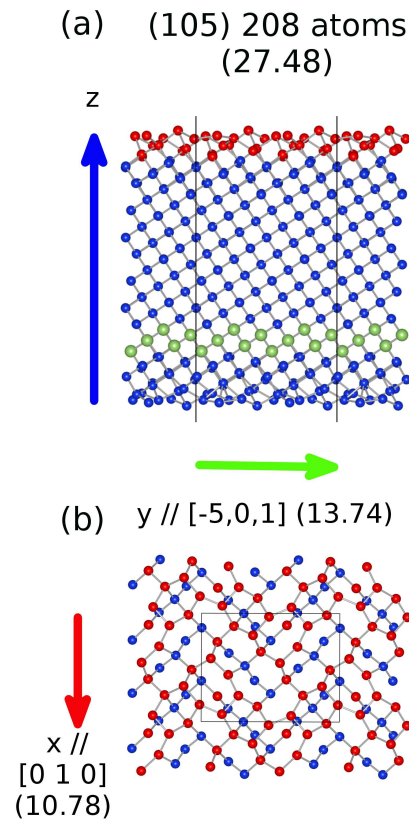 (a) (105) 208 atoms
(27.48)
z
(b) y // [-5,0,1] (13.74)
x //
[0 1 0]
(10.78)